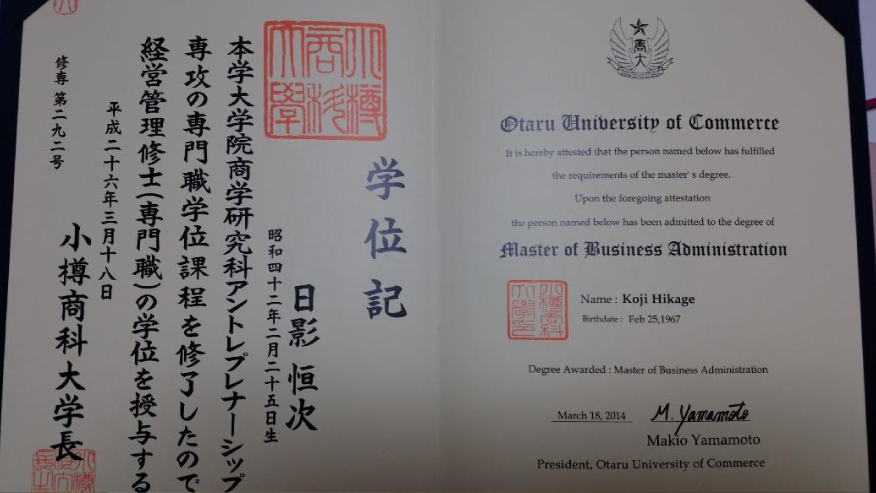 学位記
日影 恒次
昭和四十二年二月二十五日生
本学大学院商学研究科アントレプレナーシップ
専攻の専門職学位課程を修了したので
経営管理修士(専門職)の学位を授与する
平成二十六年三月十八日
小樽商科大学長
修専 第二九二号
商大
Otaru University of Commerce
It is hereby attested that the person named below has fulfilled
the requirements of the master's degree.
Upon the foregoing attestation
the person named below has been admitted to the degree of
Master of Business Administration
Name : Koji Hikage
Birthdate : Feb 25,1967
Degree Awarded : Master of Business Administration
March 18, 2014 M. Yamamoto
Makio Yamamoto
President, Otaru University of Commerce